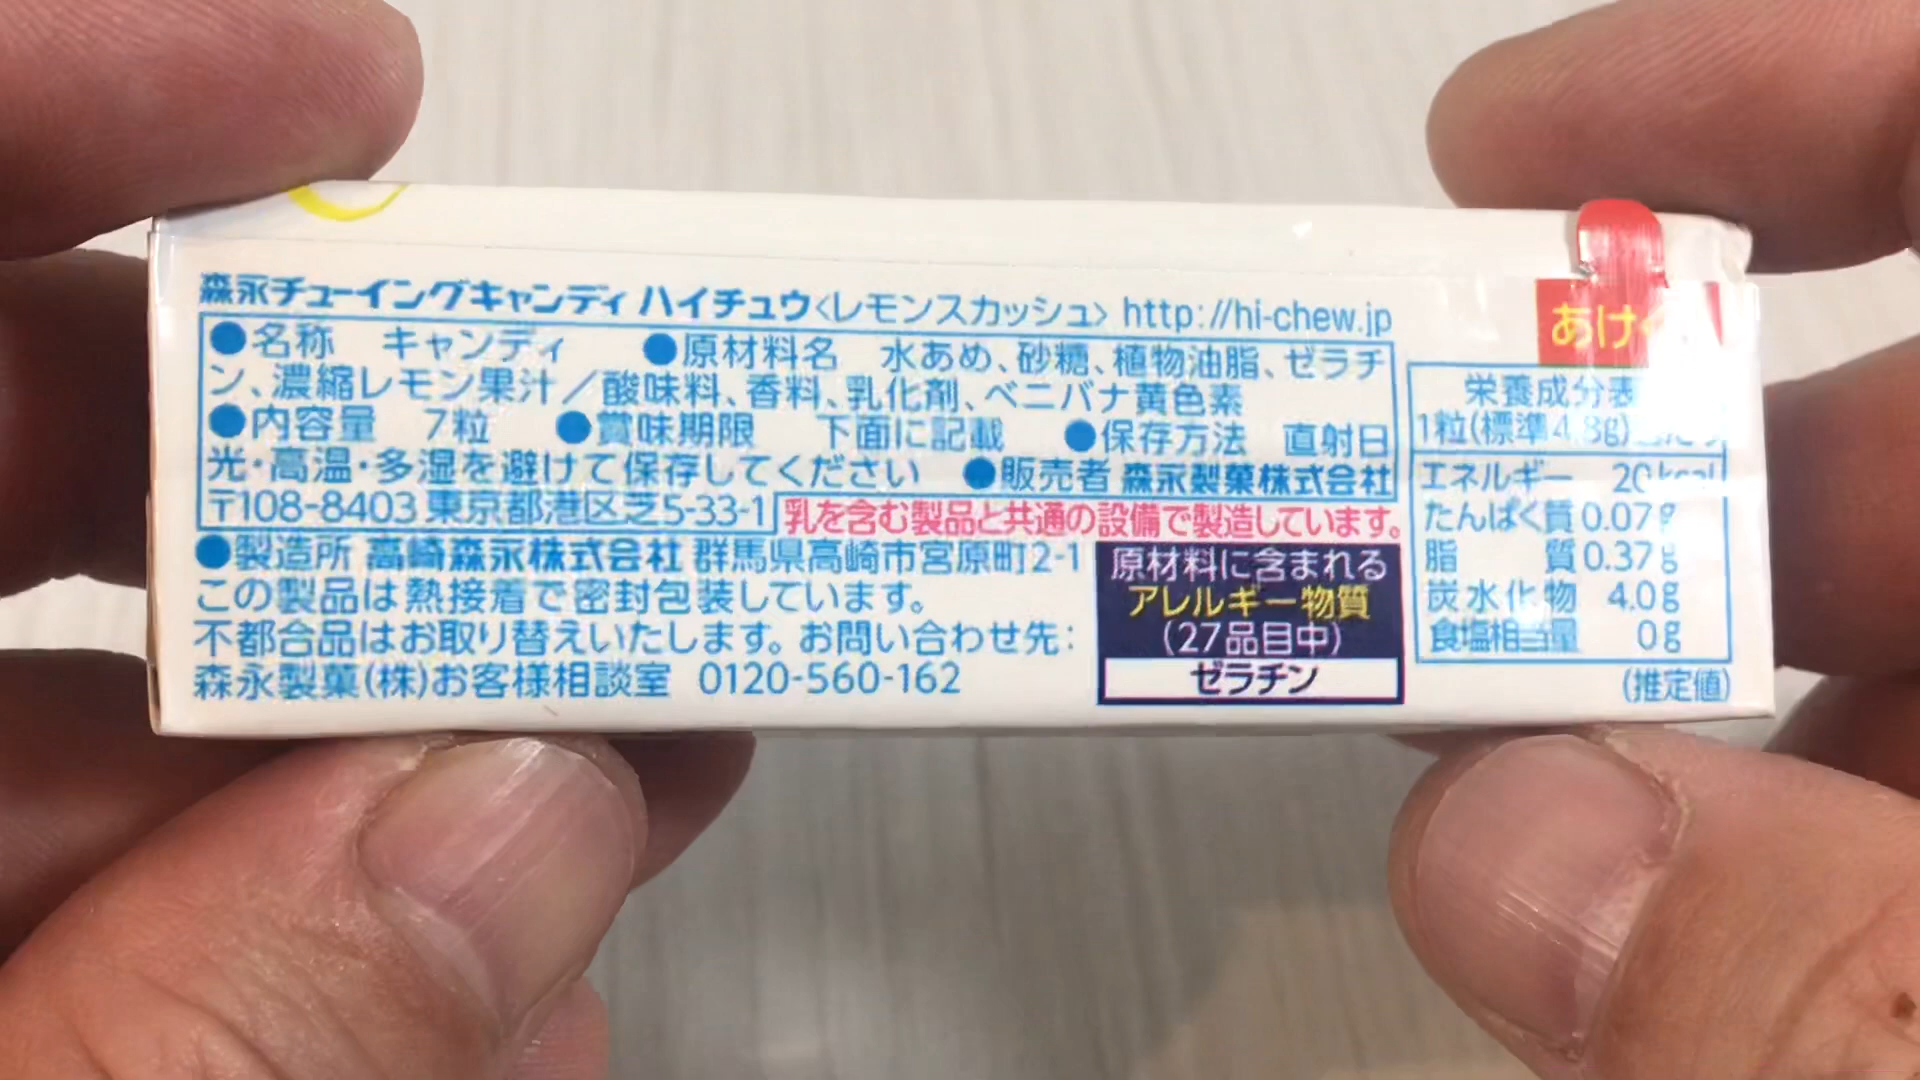 森永チューイングキャンディ ハイチュウ〈レモンスカッシュ〉 http://hi-chew.jp
●名称 キャンディ ●原材料名 水あめ、砂糖、植物油脂、ゼラチ
ン、濃縮レモン果汁／酸味料、香料、乳化剤、ベニバナ黄色素
●内容量 7粒 ●賞味期限 下面に記載 ●保存方法 直射日
光・高温・多湿を避けて保存してください ●販売者 森永製菓株式会社
〒108-8403 東京都港区芝5-33-1
乳を含む製品と共通の設備で製造しています。
●製造所 高崎森永株式会社 群馬県高崎市宮原町2-1
この製品は熱接着で密封包装しています。
不都合品はお取り替えいたします。お問い合わせ先：
森永製菓(株)お客様相談室 0120-560-162
原材料に含まれる
アレルギー物質
(27品目中)
ゼラチン
あけ
栄養成分表
1粒(標準4.8g)
エネルギー 20kcal
たんぱく質 0.07g
脂質 0.37g
炭水化物 4.0g
食塩相当量 0g
(推定値)